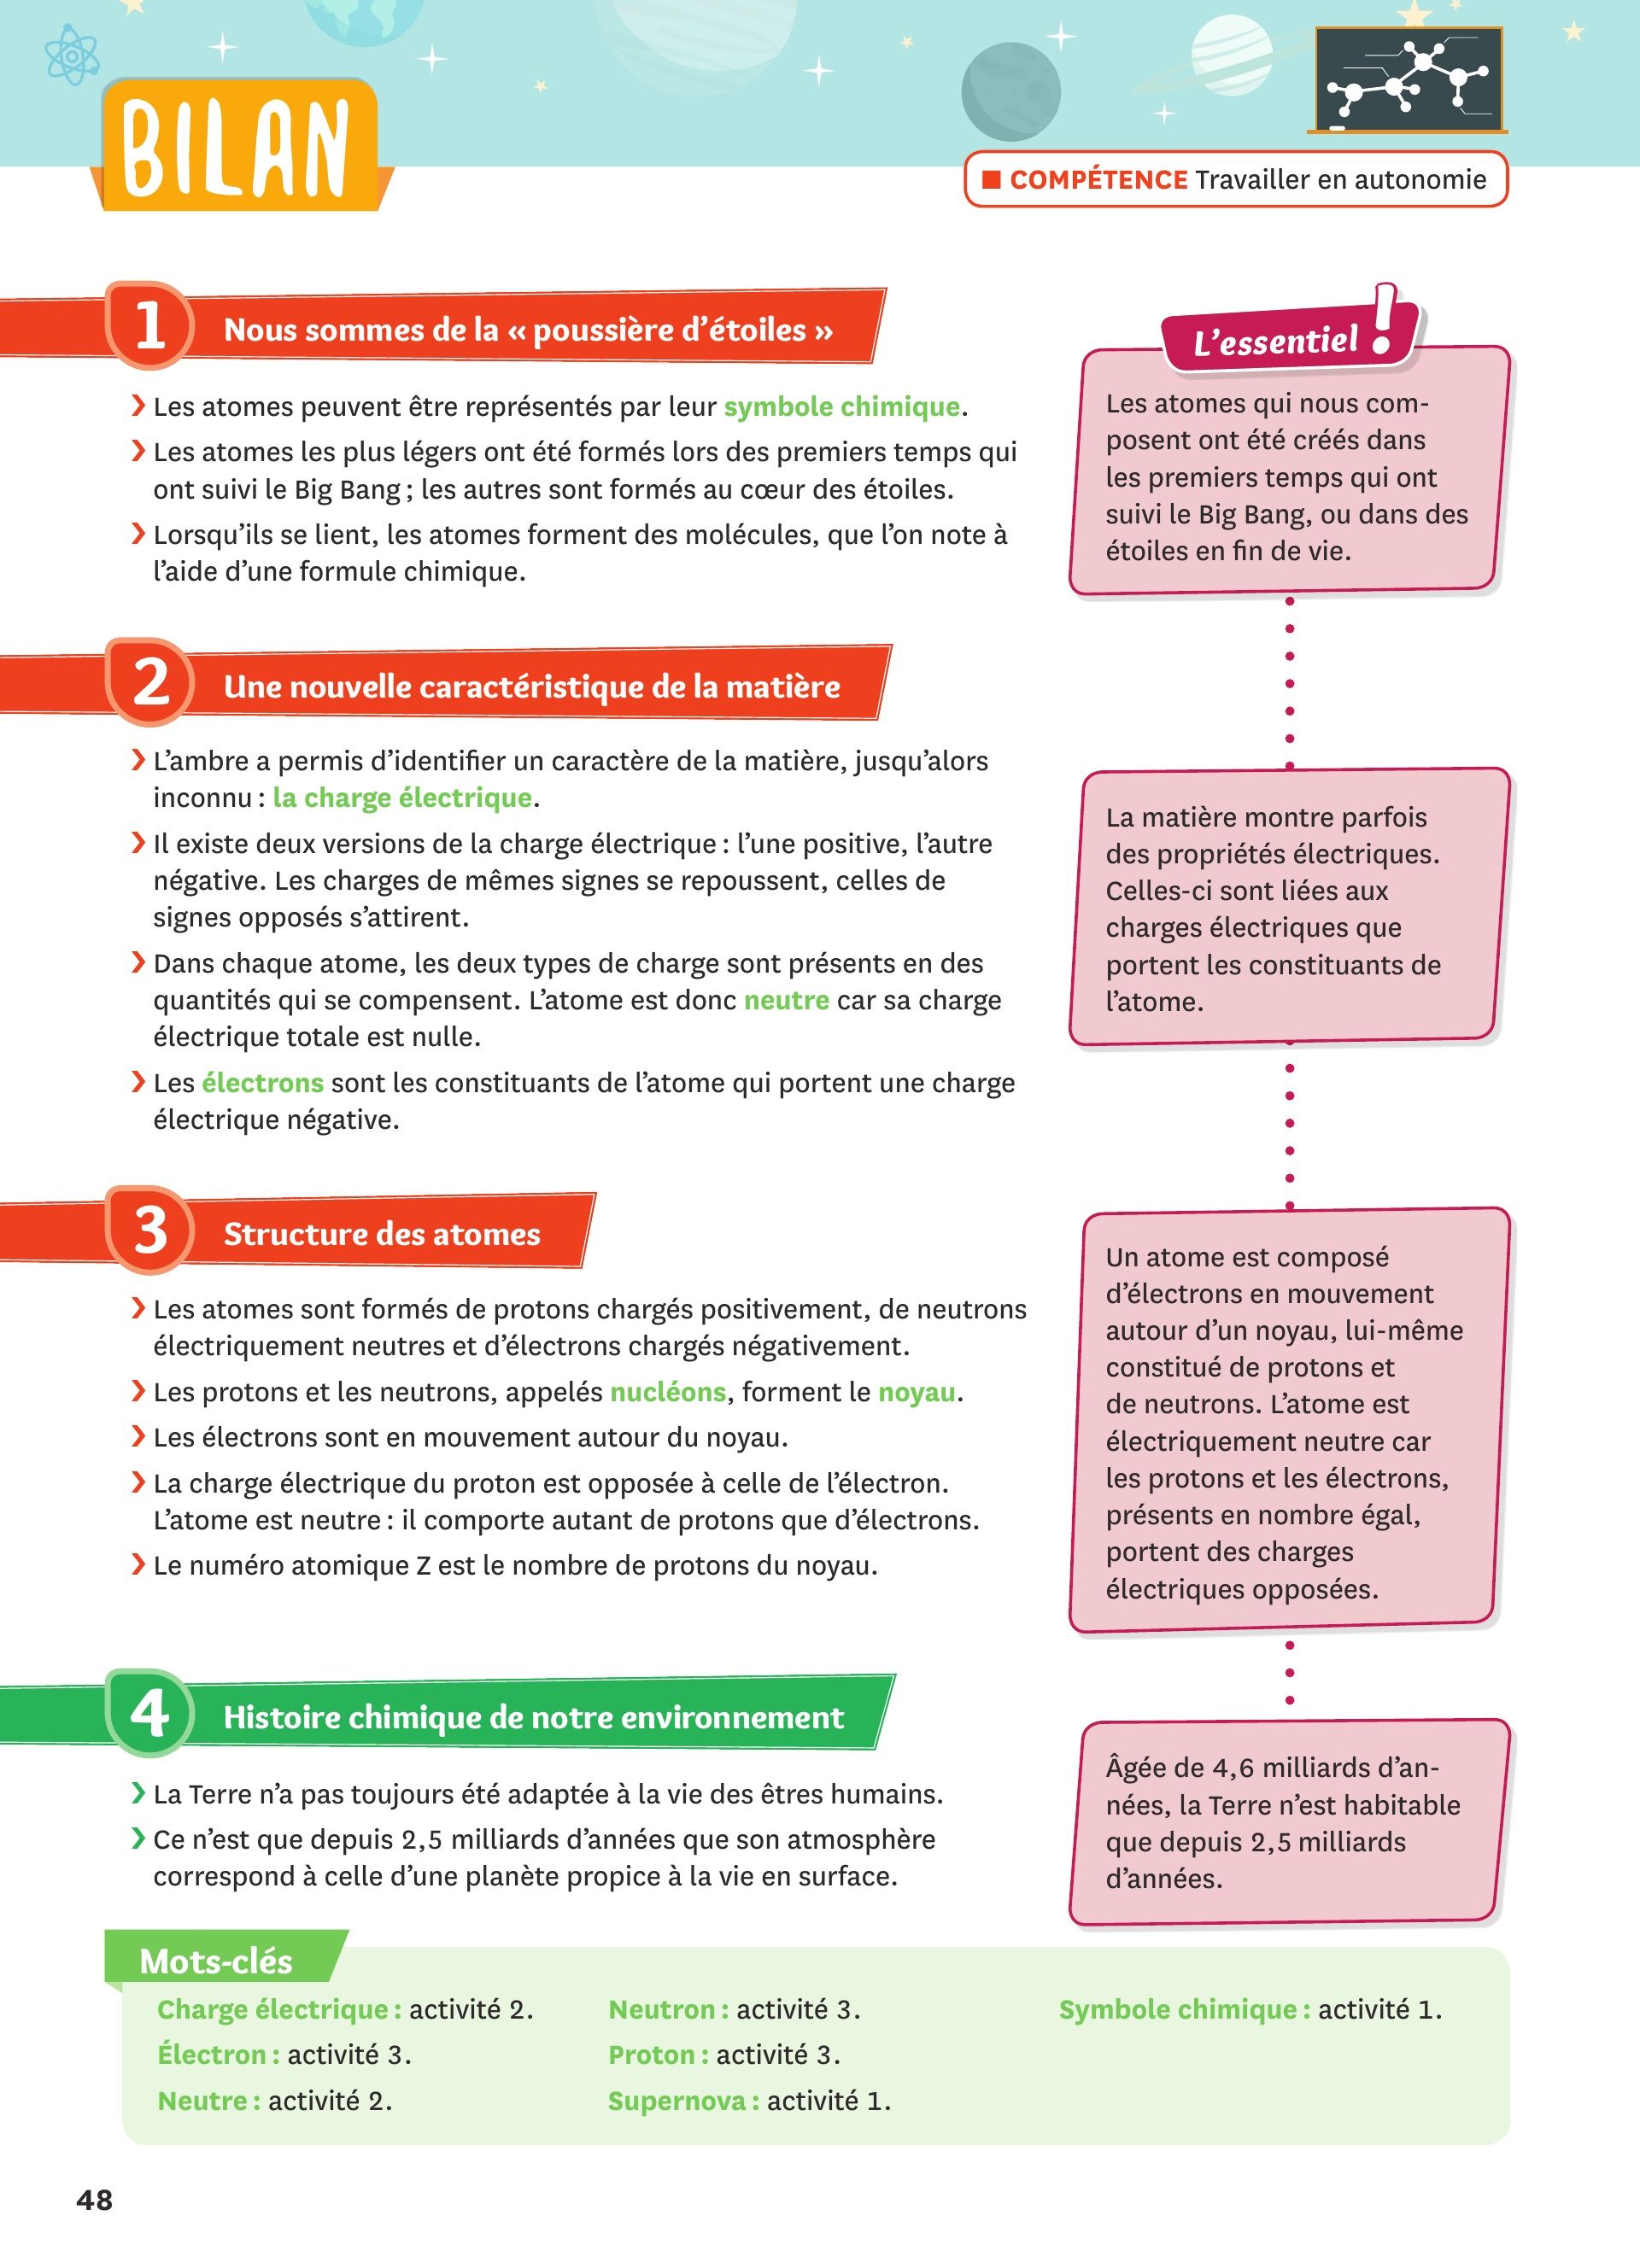 BILAN
■ COMPÉTENCE Travailler en autonomie
1 Nous sommes de la « poussière d’étoiles »
❯ Les atomes peuvent être représentés par leur symbole chimique.
❯ Les atomes les plus légers ont été formés lors des premiers temps qui
ont suivi le Big Bang ; les autres sont formés au cœur des étoiles.
❯ Lorsqu’ils se lient, les atomes forment des molécules, que l’on note à
l’aide d’une formule chimique.
L’essentiel !
Les atomes qui nous com-
posent ont été créés dans
les premiers temps qui ont
suivi le Big Bang, ou dans des
étoiles en fin de vie.
2 Une nouvelle caractéristique de la matière
❯ L’ambre a permis d’identifier un caractère de la matière, jusqu’alors
inconnu : la charge électrique.
❯ Il existe deux versions de la charge électrique : l’une positive, l’autre
négative. Les charges de mêmes signes se repoussent, celles de
signes opposés s’attirent.
❯ Dans chaque atome, les deux types de charge sont présents en des
quantités qui se compensent. L’atome est donc neutre car sa charge
électrique totale est nulle.
❯ Les électrons sont les constituants de l’atome qui portent une charge
électrique négative.
La matière montre parfois
des propriétés électriques.
Celles-ci sont liées aux
charges électriques que
portent les constituants de
l’atome.
3 Structure des atomes
❯ Les atomes sont formés de protons chargés positivement, de neutrons
électriquement neutres et d’électrons chargés négativement.
❯ Les protons et les neutrons, appelés nucléons, forment le noyau.
❯ Les électrons sont en mouvement autour du noyau.
❯ La charge électrique du proton est opposée à celle de l’électron.
L’atome est neutre : il comporte autant de protons que d’électrons.
❯ Le numéro atomique Z est le nombre de protons du noyau.
Un atome est composé
d’électrons en mouvement
autour d’un noyau, lui-même
constitué de protons et
de neutrons. L’atome est
électriquement neutre car
les protons et les électrons,
présents en nombre égal,
portent des charges
électriques opposées.
4 Histoire chimique de notre environnement
❯ La Terre n’a pas toujours été adaptée à la vie des êtres humains.
❯ Ce n’est que depuis 2,5 milliards d’années que son atmosphère
correspond à celle d’une planète propice à la vie en surface.
Âgée de 4,6 milliards d’an-
nées, la Terre n’est habitable
que depuis 2,5 milliards
d’années.
Mots-clés
Charge électrique : activité 2.
Électron : activité 3.
Neutre : activité 2.
Neutron : activité 3.
Proton : activité 3.
Supernova : activité 1.
Symbole chimique : activité 1.
48